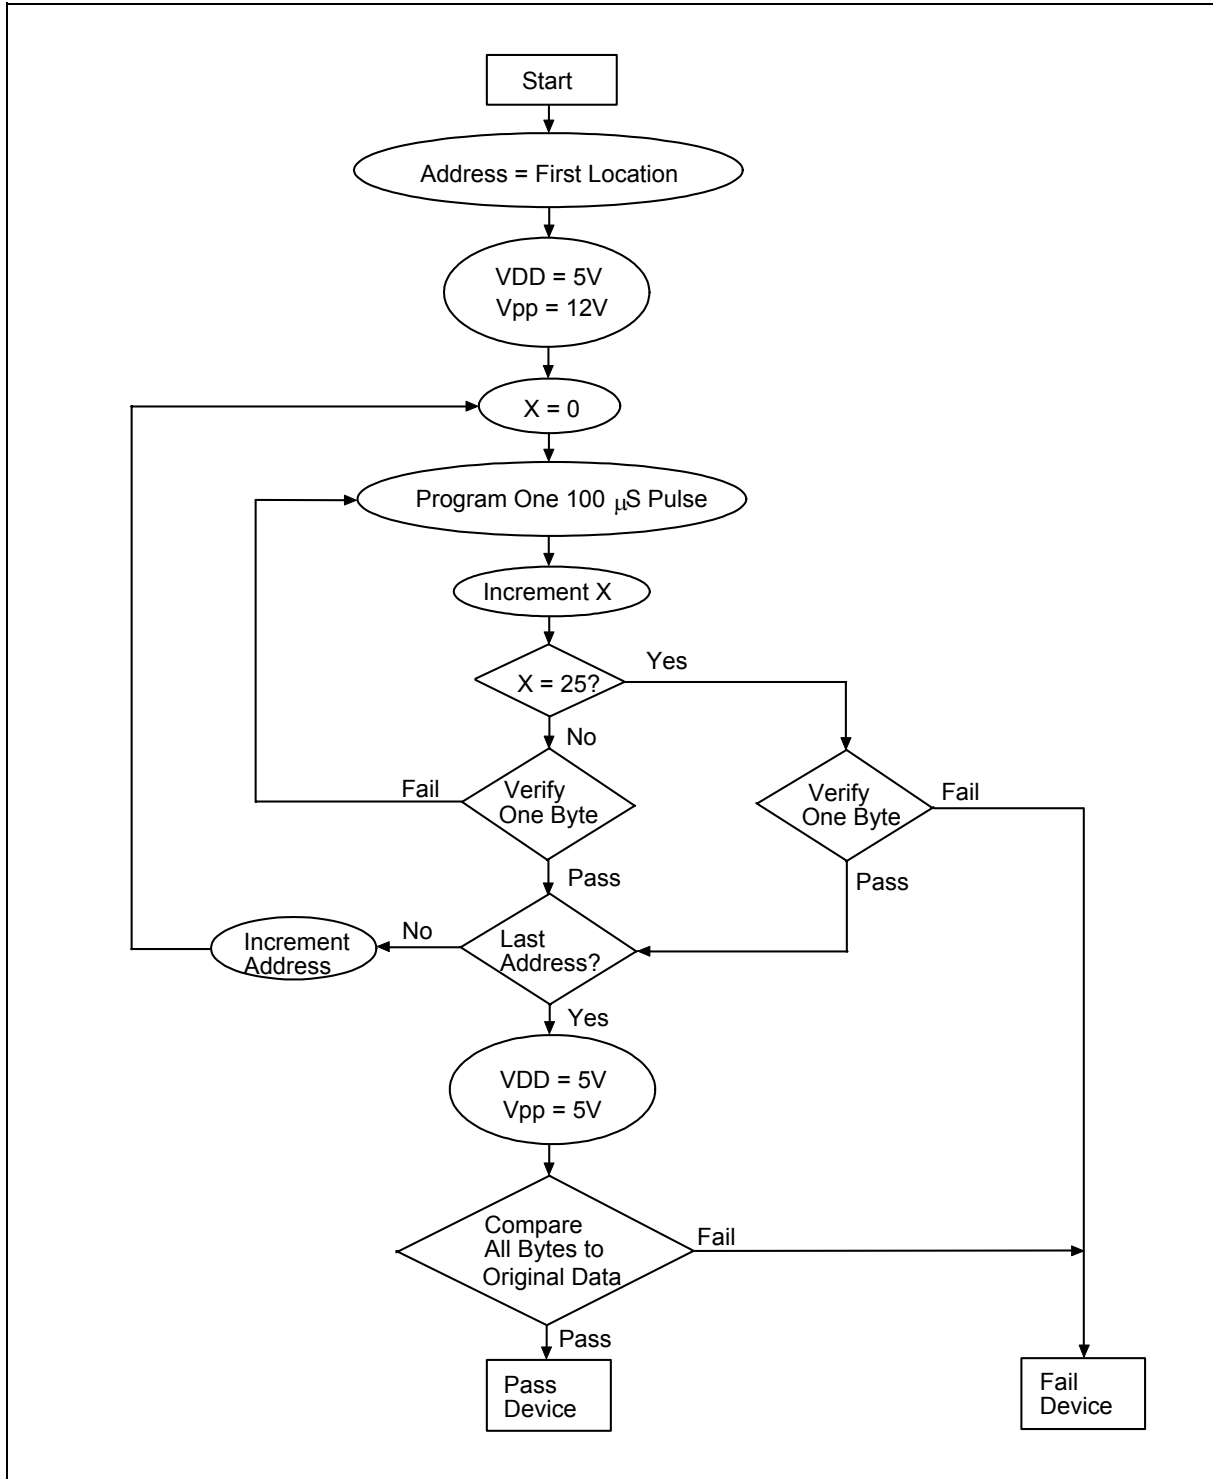 Start
Address = First Location
VDD = 5V
Vpp = 12V
X = 0
Program One 100 μS Pulse
Increment X
X = 25?
Yes
No
Verify
One Byte
Fail
Verify
One Byte
Fail
Pass
Pass
Last
Address?
No
Increment
Address
Yes
VDD = 5V
Vpp = 5V
Compare
All Bytes to
Original Data
Fail
Pass
Pass
Device
Fail
Device